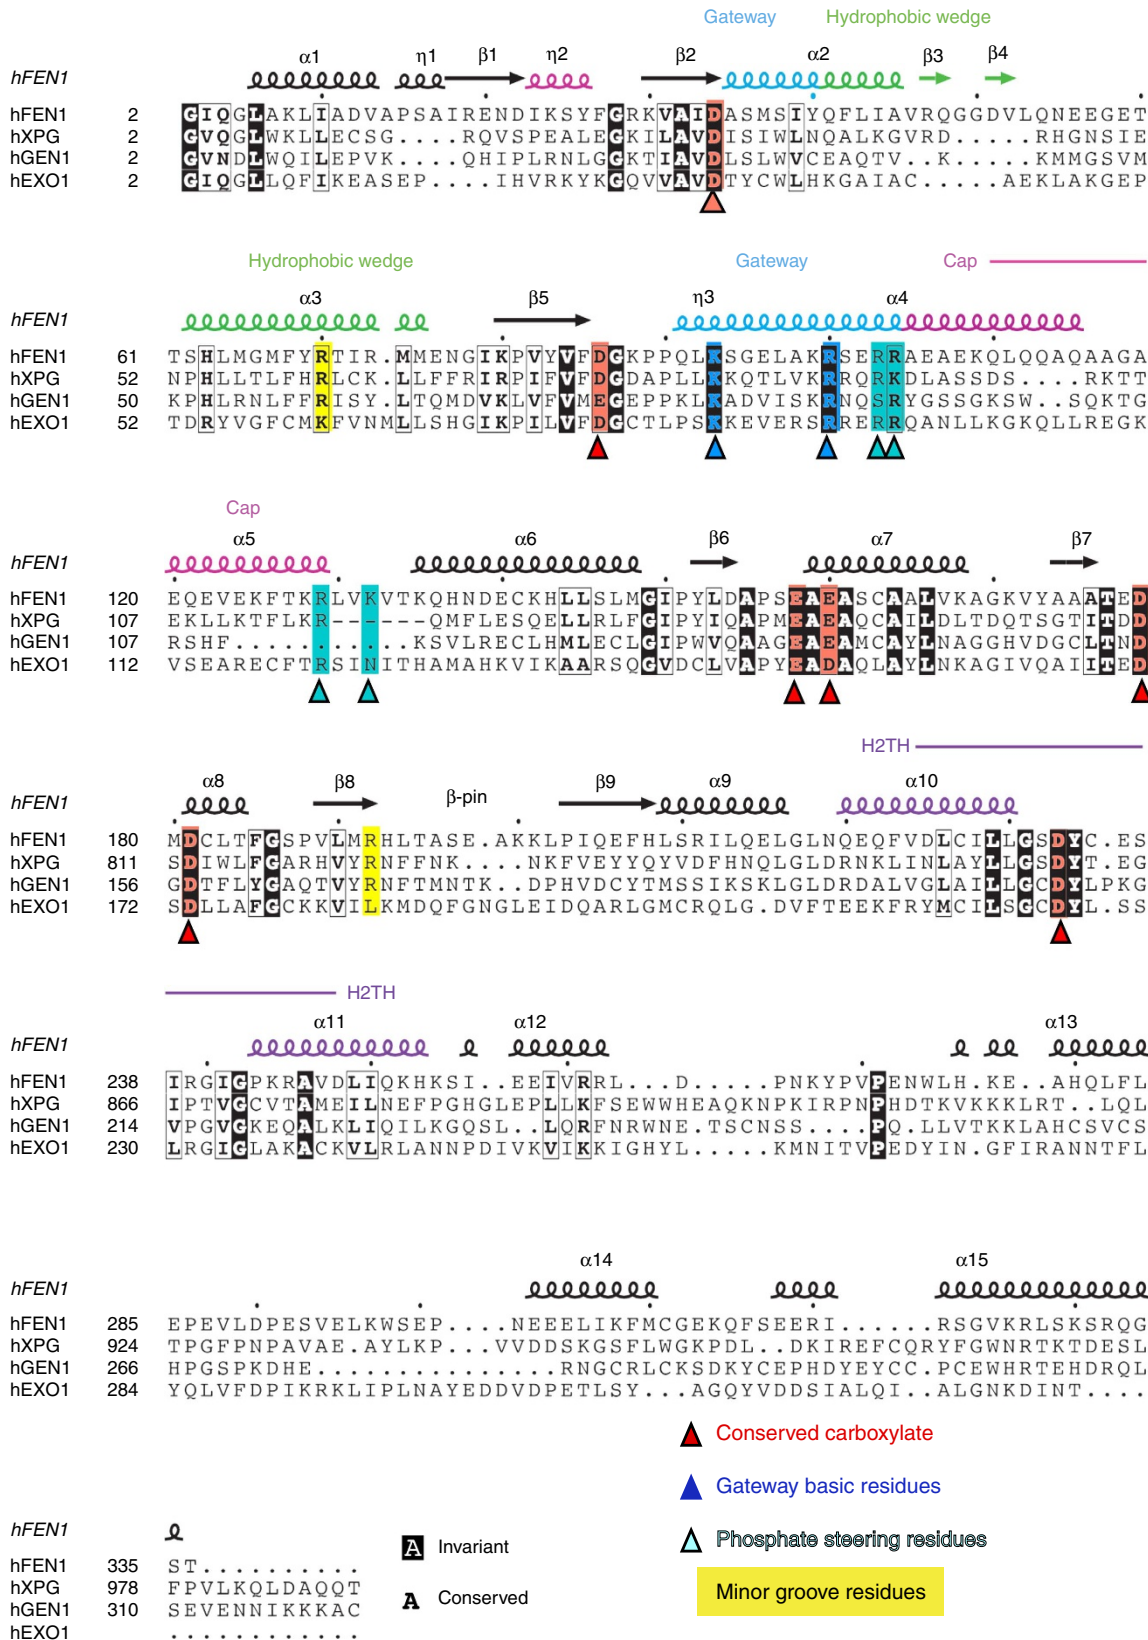 Gateway Hydrophobic wedge
α1 η1 β1 η2 β2 α2 β3 β4
hFEN1
hFEN1 2 GIQGLAKLIADVAPSAIRENDIKSYFGRKVAIDASMSIYQFLIAVRQGGDVLQNEEGET
hXPG 2 GVQGLWKLLECSG....RQVSPEALEGKILAVDISIWLNQALKGVRD.....RHGNSIE
hGEN1 2 GVNDLWQILEPVK....QHIPLRNLGGKTIAVDLSLWVCEAQTV..K.....KMMGSVM
hEXO1 2 GIQGLLQFIKEASEP....IHVRKYKGQVVAVDTYCWLHKGAIAC.....AEKLAKGEP
Hydrophobic wedge Gateway Cap
α3 β5 η3 α4
hFEN1
hFEN1 61 TSHLMGMFYRTIR.MMENGIKPVYVFDGKPPQLKSGELAKRSERRAEAEKQLQQAQAAGA
hXPG 52 NPHLLTLFHRLCK.LLFFRIRPIFVFDGDAPLLKKQTLVKRRQRKDLASSDS....RKTT
hGEN1 50 KPHLRNLFFRISY.LTQMDVKLVFVMEGEPPKLKADVISKRNQSRYGSSGKSW..SQKTG
hEXO1 52 TDRYVGFCMKFVNMLLSHGIKPILVFDGCTLPSKKEVERSRRERRQANLLKGKQLLREGK
Cap
α5 α6 β6 α7 β7
hFEN1
hFEN1 120 EQEVEKFTKRLVKVTKQHNDECKHLLSLMGIPYLDAPSEAEASCAALVKAGKVYAAATED
hXPG 107 EKLLKTFLKR-----QMFLESQELLRLFGIPYIQAPMEAEAQCAILDLTDQTSGTITDD
hGEN1 107 RSHF...........KSVLRECLHMLECLGIPWVQAAGEAEAMCAYLNAGGHVDGCLTND
hEXO1 112 VSEARECFTRSINITHAMAHKVIKAARSQGVDCLVAPYEADAQLAYLNKAGIVQAIITED
H2TH
α8 β8 β-pin β9 α9 α10
hFEN1
hFEN1 180 MDCLTFGSPVLMRHLTASE.AKKLPIQEFHLSRILQELGLNQEQFVDLCILLGSDYC.ES
hXPG 811 SDIWLFGARHVYRNFFNK....NKFVEYYQYVDFHNQLGLDRNKLINLAYLLGSDYT.EG
hGEN1 156 GDTFLYGAQTVYRNFTMNTK..DPHVDCYTMSSIKSKLGLDRDALVGLAILLGCDYLPKG
hEXO1 172 SDLLAFGCKKVILKMDQFGNGLEIDQARLGMCRQLG.DVFTEEKFRYMCILSGCDYL.SS
H2TH
α11 α12 α13
hFEN1
hFEN1 238 IRGIGPKRAVDLIQKHKSI..EEIVRRL...D.....PNKYPVPENWLH.KE..AHQLFL
hXPG 866 IPTVGCVTAMEILNEFPGHGLEPLLKFSEWWHEAQKNPKIRPNPHDTKVKKKLRT..LQL
hGEN1 214 VPGVGKEQALKLIQILKGQSL..LQRFNRWNE.TSCNSS....PQ.LLVTKKLAHCSVCS
hEXO1 230 LRGIGLAKACKVLRLANNPDIVKVIKKIGHYL.....KMNITVPEDYIN.GFIRANNTFL
α14 α15
hFEN1
hFEN1 285 EPEVLDPESVELKWSEP....NEEELIKFMCGEKQFSEERI......RSGVKRLSKSRQG
hXPG 924 TPGFPNPAVAE.AYLKP...VVDDSKGSFLWGKPDL..DKIREFCQRYFGWNRTKTDESL
hGEN1 266 HPGSPKDHE...............RNGCRLCKSDKYCEPHDYEYCC.PCEWHRTEHDRQL
hEXO1 284 YQLVFDPIKRKLIPLNAYEDDVDPETLSY...AGQYVDDSIALQI..ALGNKDINT....
Conserved carboxylate
Gateway basic residues
hFEN1
hFEN1 335 ST..........
hXPG 978 FPVLKQLDAQQT
hGEN1 310 SEVENNIKKKAC
hEXO1 ............
A Invariant
A Conserved
Phosphate steering residues
Minor groove residues